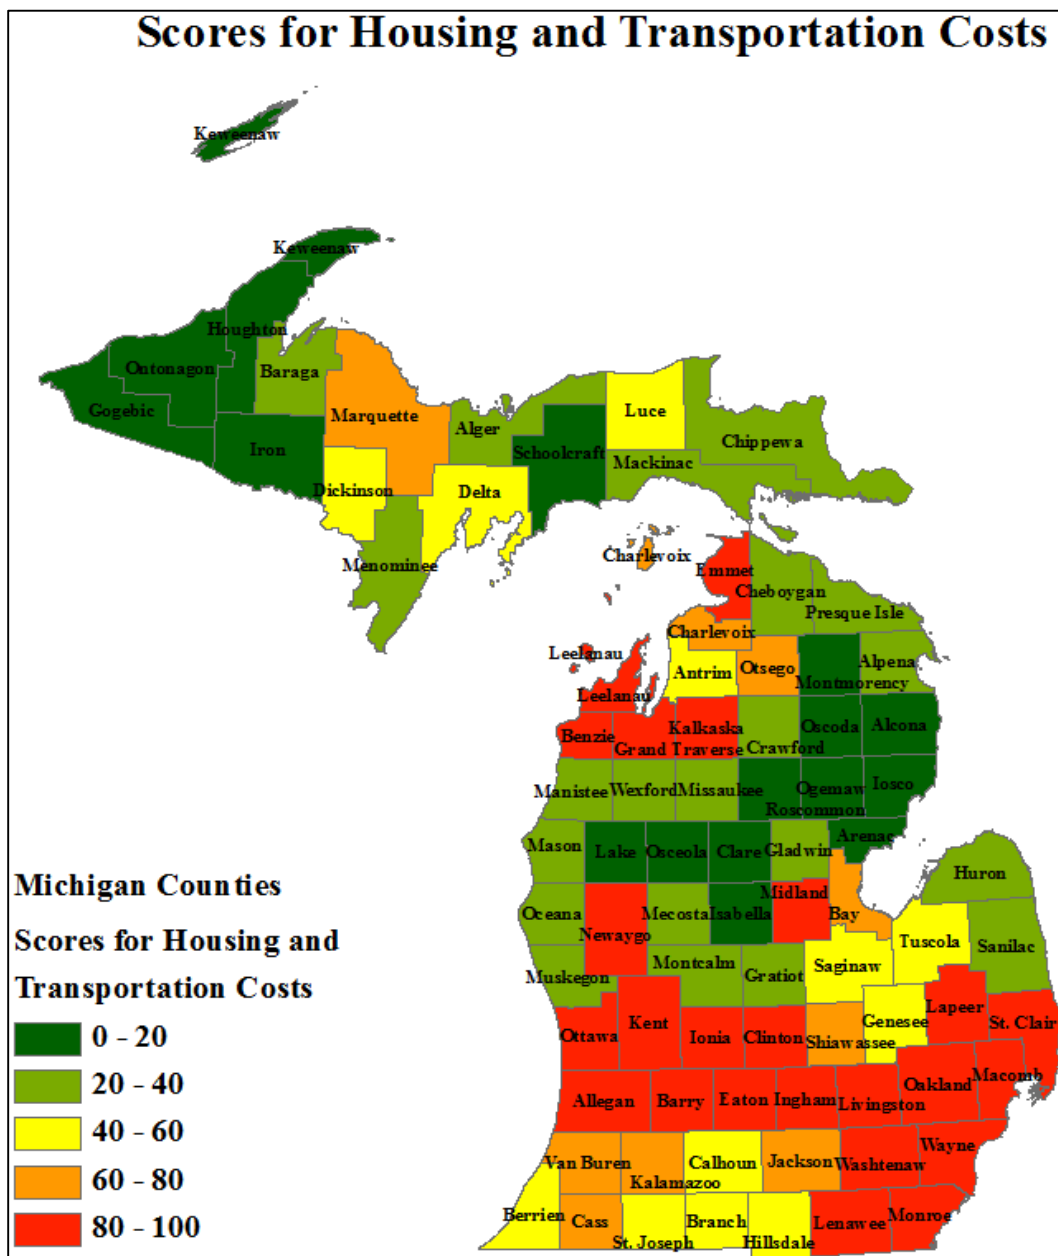 Scores for Housing and Transportation Costs
Keweenaw
Keweenaw
Houghton
Ontonagon
Baraga
Gogebic
Marquette
Iron
Alger
Luce
Schoolcraft
Chippewa
Mackinac
Dickinson
Delta
Menominee
Charlevoix
Emmet
Cheboygan
Presque Isle
Charlevoix
Leelanau
Leelanau
Antrim
Otsego
Montmorency
Alpena
Benzie
Grand Traverse
Kalkaska
Crawford
Oscoda
Alcona
Manistee
Wexford
Missaukee
Roscommon
Ogemaw
Iosco
Arenac
Mason
Lake
Osceola
Clare
Gladwin
Huron
Oceana
Newaygo
Mecosta
Isabella
Midland
Bay
Tuscola
Sanilac
Muskegon
Montcalm
Gratiot
Saginaw
Ottawa
Kent
Ionia
Clinton
Shiawassee
Genesee
Lapeer
St. Clair
Allegan
Barry
Eaton
Ingham
Livingston
Oakland
Macomb
Van Buren
Kalamazoo
Calhoun
Jackson
Washtenaw
Wayne
Berrien
Cass
St. Joseph
Branch
Hillsdale
Lenawee
Monroe
Michigan Counties
Scores for Housing and
Transportation Costs
0 - 20
20 - 40
40 - 60
60 - 80
80 - 100